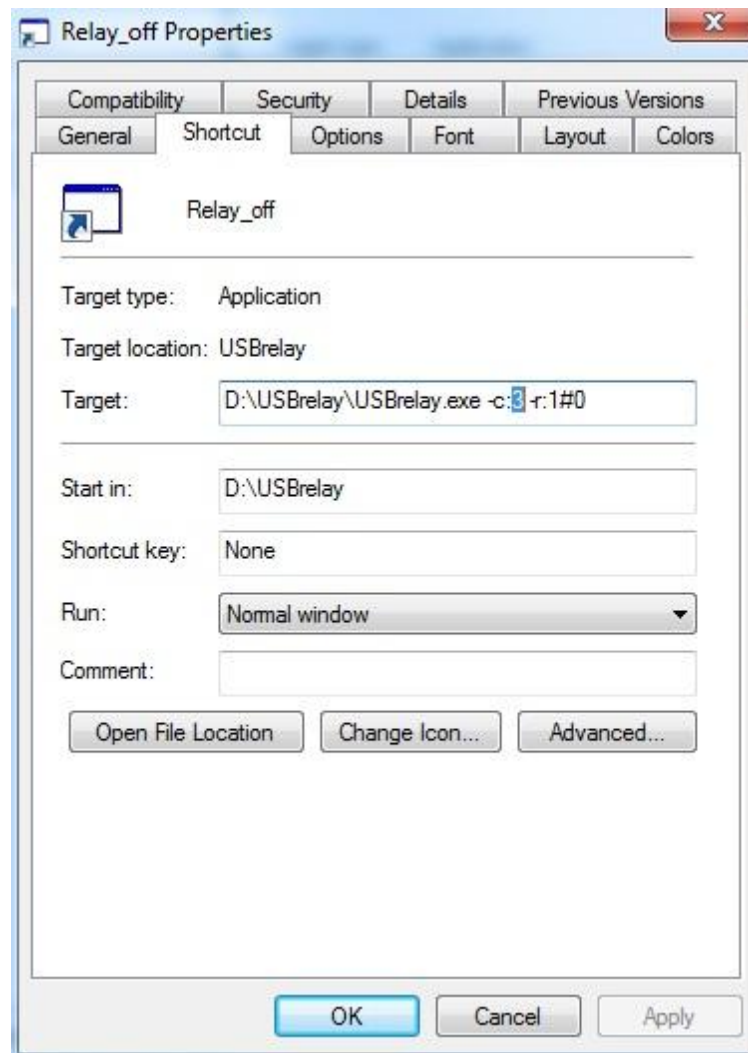 Relay_off Properties
Compatibility Security Details Previous Versions
General Shortcut Options Font Layout Colors
Relay_off
Target type: Application
Target location: USBrelay
Target: D:\USBrelay\USBrelay.exe -c:3 -r:1#0
Start in: D:\USBrelay
Shortcut key: None
Run: Normal window
Comment:
Open File Location Change Icon... Advanced...
OK Cancel Apply